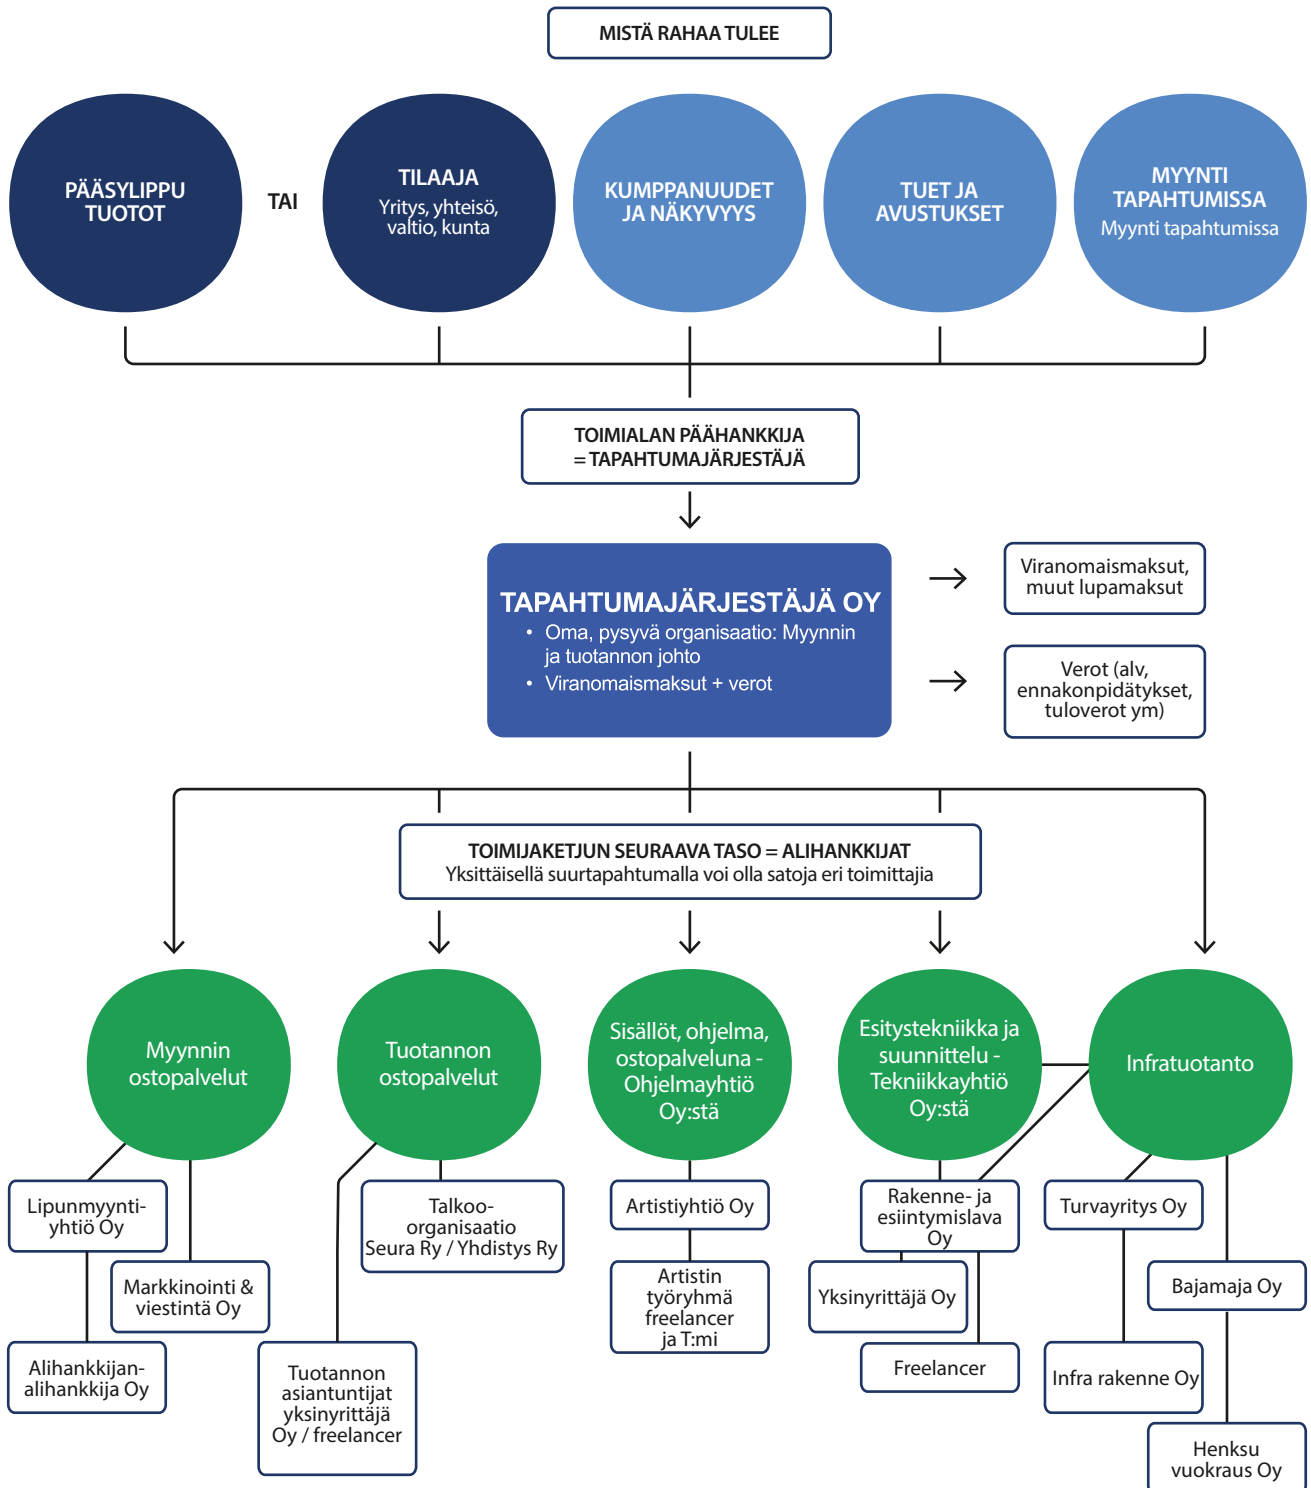 MISTÄ RAHAA TULEE
PÄÄSYLIPPU
TUOTOT
TAI
TILAAJA
Yritys, yhteisö,
valtio, kunta
KUMPPANUUDET
JA NÄKYVYYS
TUET JA
AVUSTUKSET
MYYNTI
TAPAHTUMISSA
Myynti tapahtumissa
TOIMIALAN PÄÄHANKKIJA
= TAPAHTUMAJÄRJESTÄJÄ
TAPAHTUMAJÄRJESTÄJÄ OY
• Oma, pysyvä organisaatio: Myynnin
ja tuotannon johto
• Viranomaismaksut + verot
Viranomaismaksut,
muut lupamaksut
Verot (alv,
ennakonpidätykset,
tuloverot ym)
TOIMIJAKETJUN SEURAAVA TASO = ALIHANKKIJAT
Yksittäisellä suurtapahtumalla voi olla satoja eri toimittajia
Myynnin
ostopalvelut
Tuotannon
ostopalvelut
Sisällöt, ohjelma,
ostopalveluna -
Ohjelmayhtiö
Oy:stä
Esitystekniikka ja
suunnittelu -
Tekniikkayhtiö
Oy:stä
Infratuotanto
Lipunmyynti-
yhtiö Oy
Markkinointi &
viestintä Oy
Alihankkijan-
alihankkija Oy
Talkoo-
organisaatio
Seura Ry / Yhdistys Ry
Tuotannon
asiantuntijat
yksinyrittäjä
Oy / freelancer
Artistiyhtiö Oy
Artistin
työryhmä
freelancer
ja T:mi
Rakenne- ja
esiintymislava
Oy
Yksinyrittäjä Oy
Freelancer
Turvayritys Oy
Bajamaja Oy
Infra rakenne Oy
Henksu
vuokraus Oy